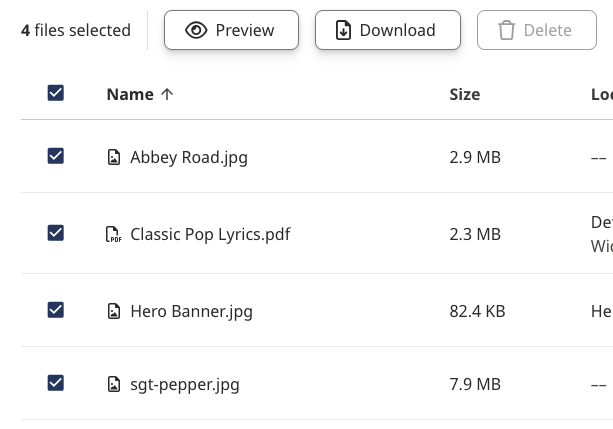 4 files selected Preview Download Delete
Name Size
Abbey Road.jpg 2.9 MB ––
Classic Pop Lyrics.pdf 2.3 MB
Hero Banner.jpg 82.4 KB
sgt-pepper.jpg 7.9 MB ––